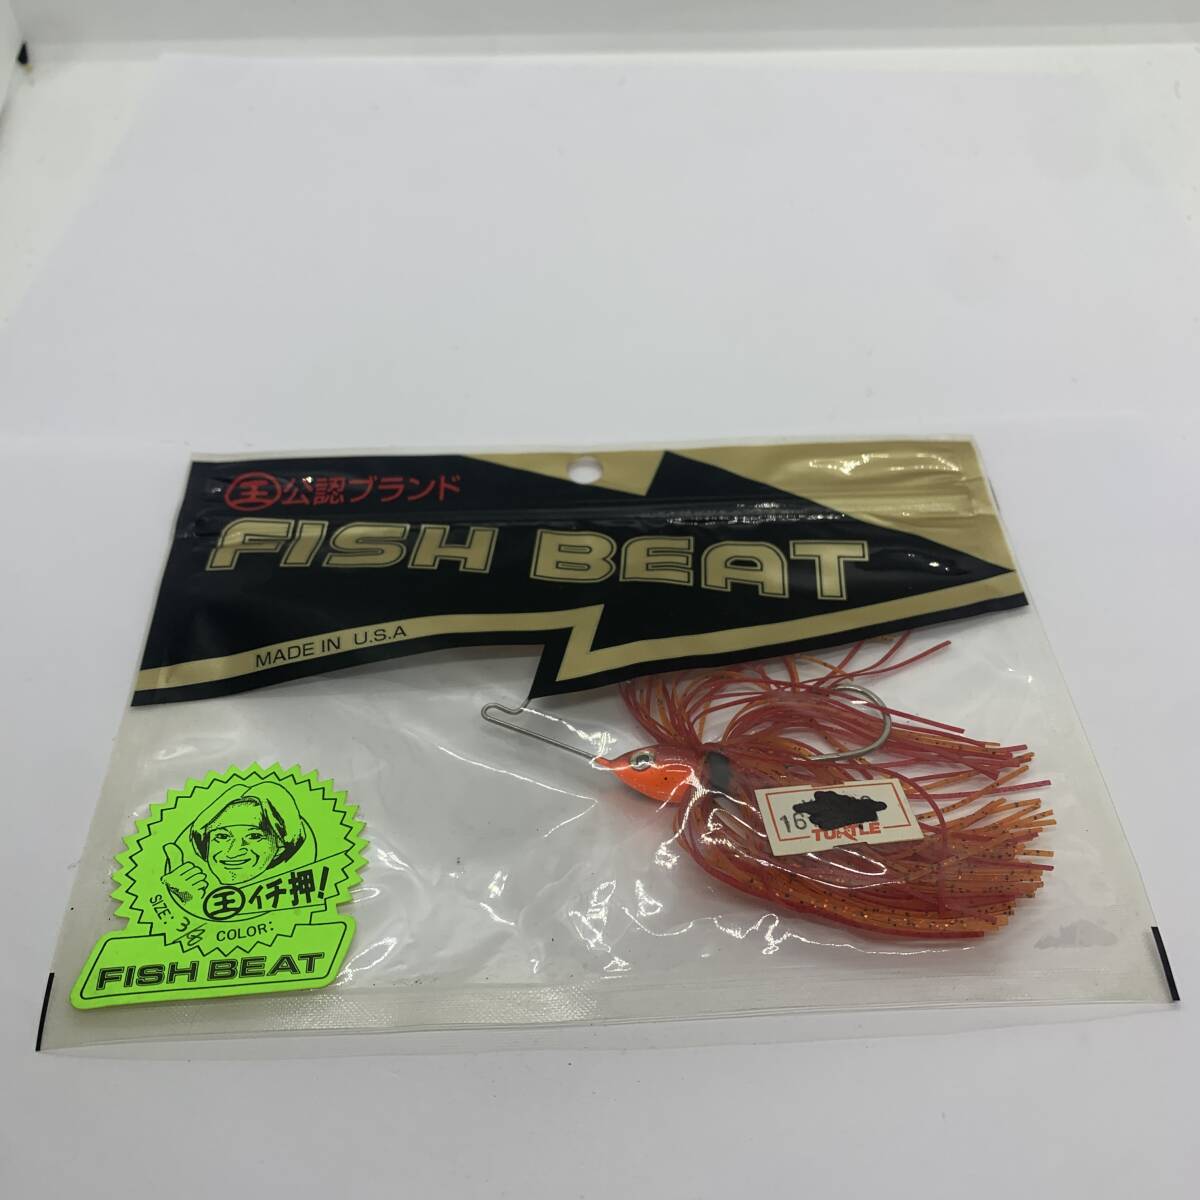 王公認ブランド
FISH BEAT
MADE IN U.S.A
王イチ押!
SIZE: 3/8 COLOR:
FISH BEAT
16
TURTLE